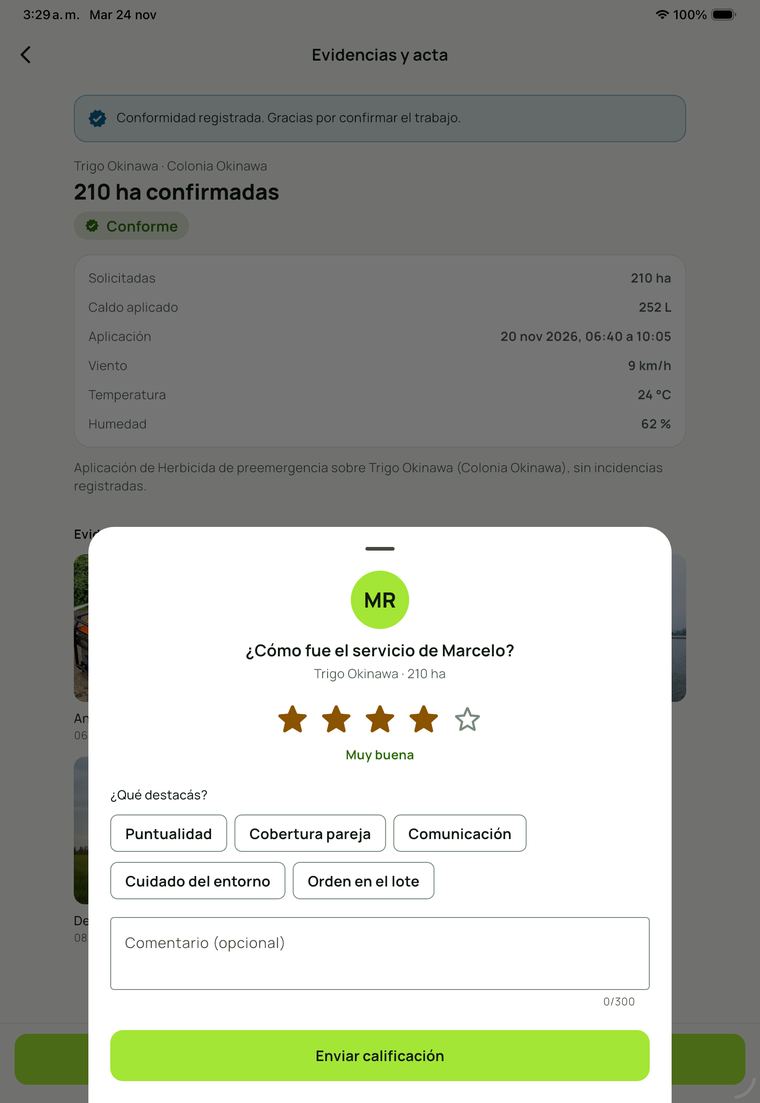 3:29 a. m. Mar 24 nov
100%
Evidencias y acta
Conformidad registrada. Gracias por confirmar el trabajo.
Trigo Okinawa · Colonia Okinawa
210 ha confirmadas
Conforme
Solicitadas 210 ha
Caldo aplicado 252 L
Aplicación 20 nov 2026, 06:40 a 10:05
Viento 9 km/h
Temperatura 24 °C
Humedad 62 %
Aplicación de Herbicida de preemergencia sobre Trigo Okinawa (Colonia Okinawa), sin incidencias
registradas.
MR
¿Cómo fue el servicio de Marcelo?
Trigo Okinawa · 210 ha
Muy buena
¿Qué destacás?
Puntualidad
Cobertura pareja
Comunicación
Cuidado del entorno
Orden en el lote
Comentario (opcional)
0/300
Enviar calificación